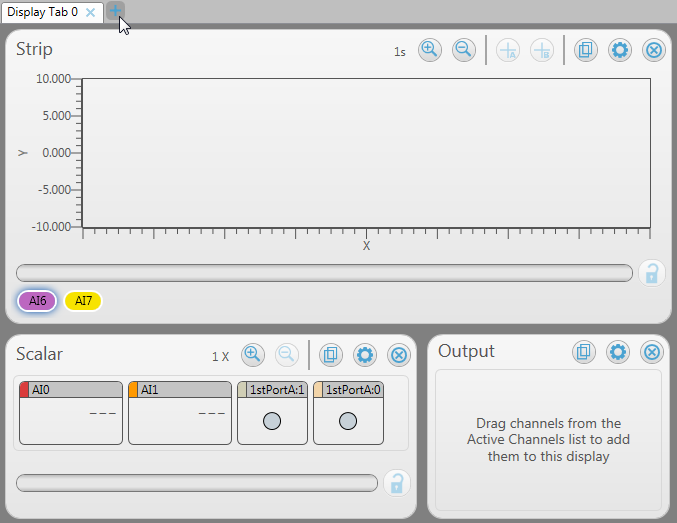 Display Tab 0
Strip
1s
A
B
10.000
5.000
0.000
-5.000
-10.000
Y
X
AI6
AI7
Scalar
1 X
AI0
AI1
1stPortA:1
1stPortA:0
---
---
Output
Drag channels from the
Active Channels list to add
them to this display